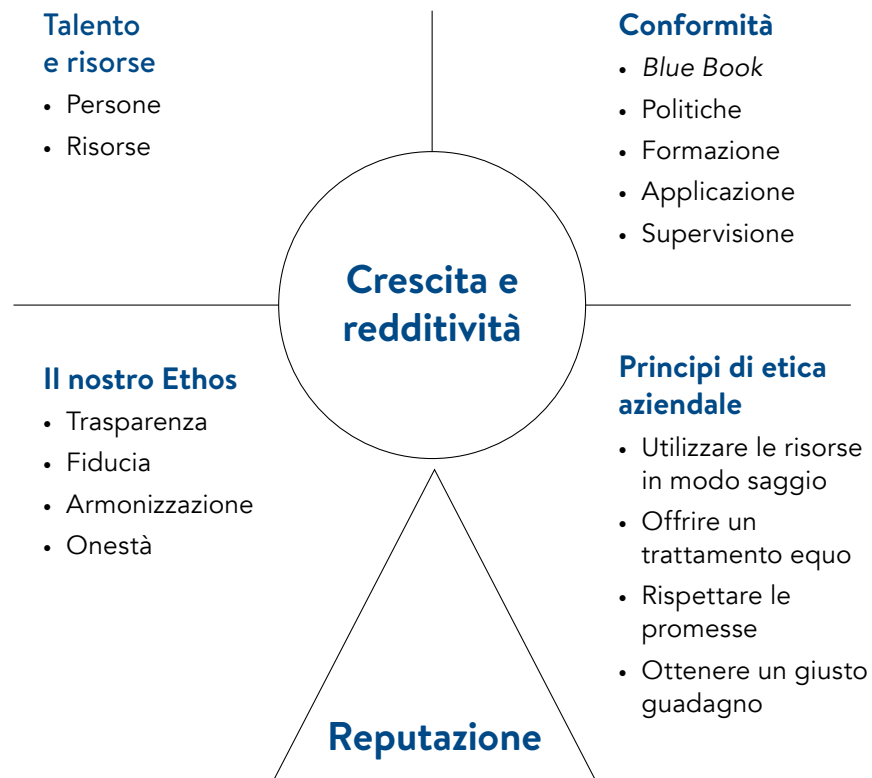 Talento
e risorse
• Persone
• Risorse
Conformità
• Blue Book
• Politiche
• Formazione
• Applicazione
• Supervisione
Crescita e
redditività
Il nostro Ethos
• Trasparenza
• Fiducia
• Armonizzazione
• Onestà
Principi di etica
aziendale
• Utilizzare le risorse
in modo saggio
• Offrire un
trattamento equo
• Rispettare le
promesse
• Ottenere un giusto
guadagno
Reputazione